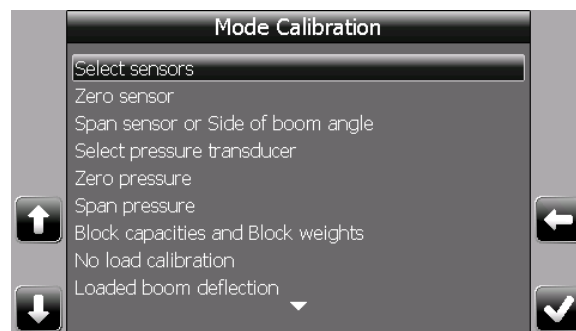 Mode Calibration
Select sensors
Zero sensor
Span sensor or Side of boom angle
Select pressure transducer
Zero pressure
Span pressure
Block capacities and Block weights
No load calibration
Loaded boom deflection